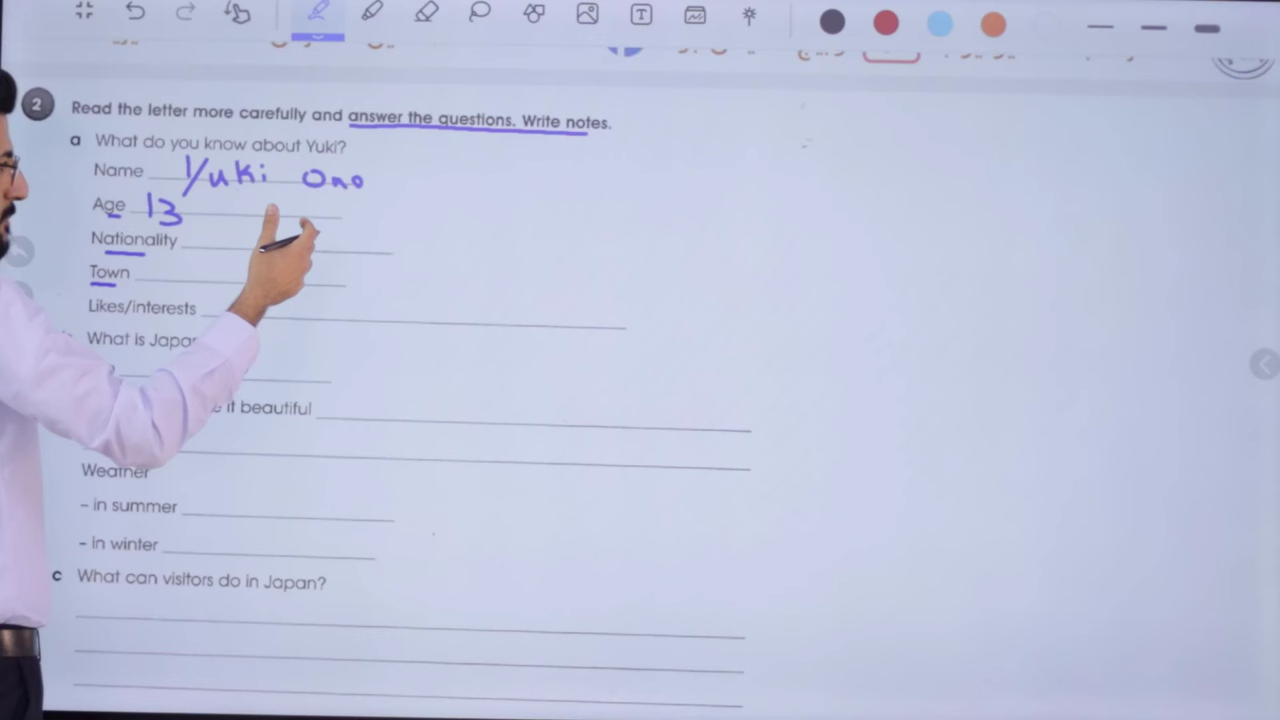 2 Read the letter more carefully and answer the questions. Write notes.
a What do you know about Yuki?
Name Yuki Ono
Age 13
Nationality
Town
Likes/interests
What is
it beautiful
Weather
– in summer
– in winter
c What can visitors do in Japan?